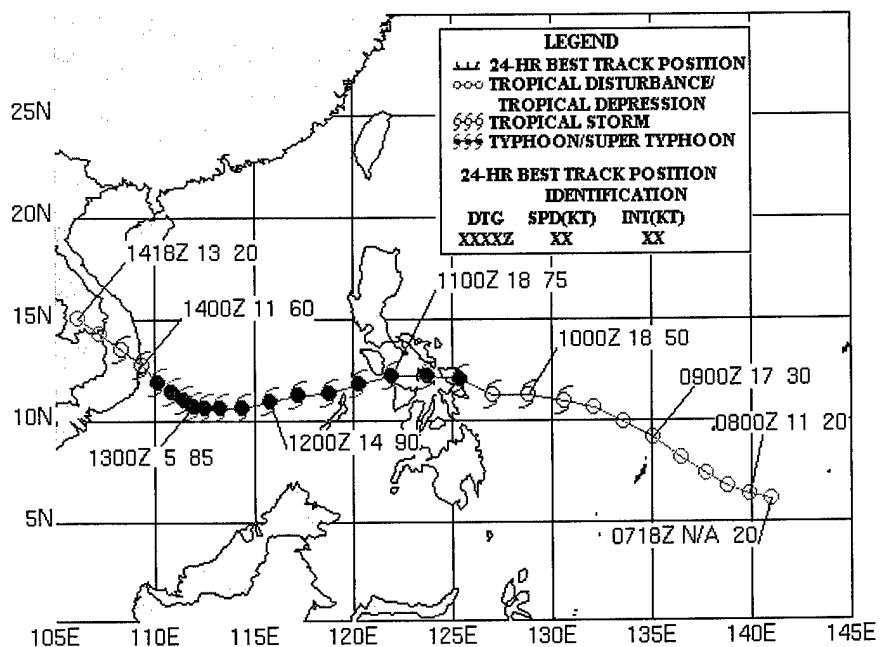 LEGEND
24-HR BEST TRACK POSITION
TROPICAL DISTURBANCE/
TROPICAL DEPRESSION
TROPICAL STORM
TYPHOON/SUPER TYPHOON
24-HR BEST TRACK POSITION
IDENTIFICATION
DTG SPD(KT) INT(KT)
XXXXZ XX XX
25N
20N
15N
10N
5N
1418Z 13 20
1400Z 11 60
1100Z 18 75
1000Z 18 50
0900Z 17 30
0800Z 11 20
1200Z 14 90
1300Z 5 85
0718Z N/A 20
105E 110E 115E 120E 125E 130E 135E 140E 145E